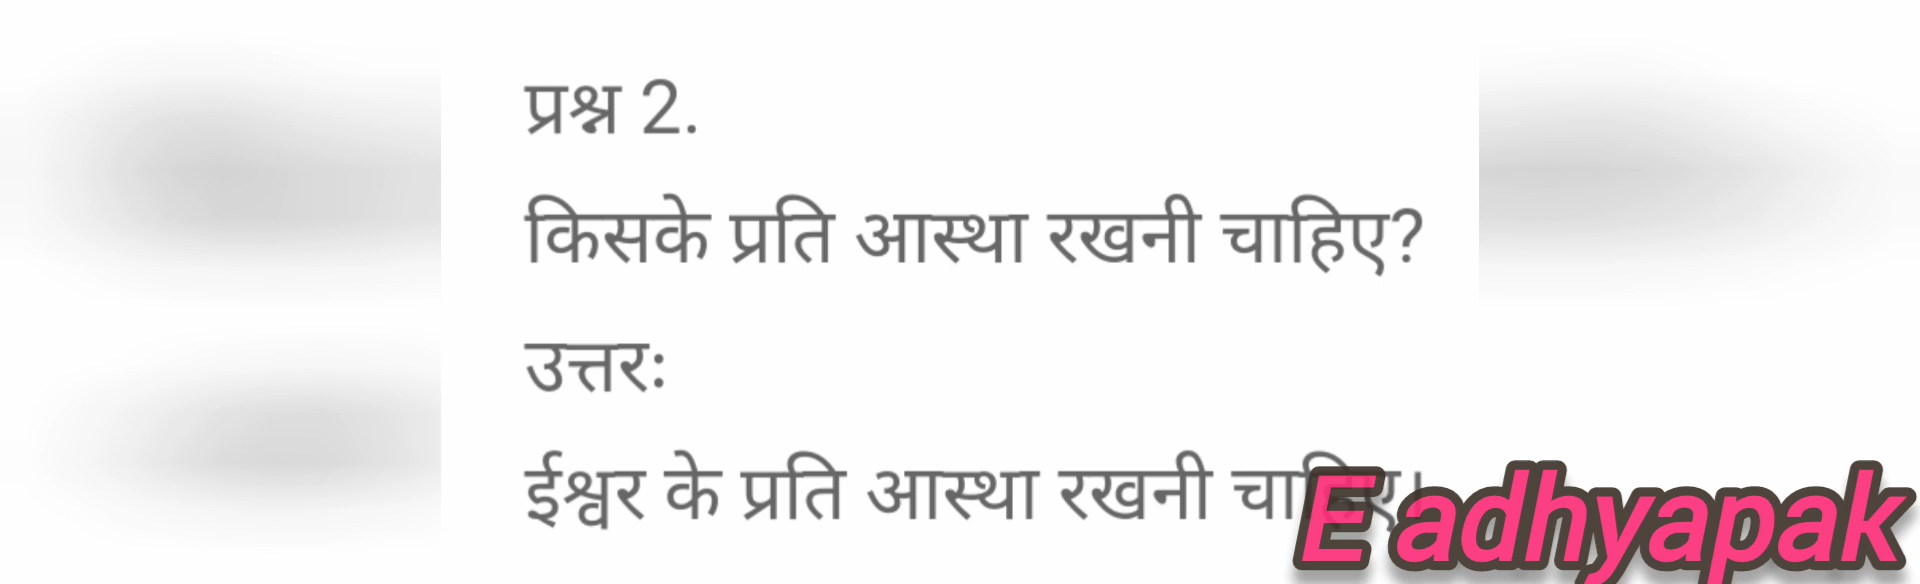 प्रश्न 2.
किसके प्रति आस्था रखनी चाहिए?
उत्तरः
ईश्वर के प्रति आस्था रखनी चाहिए।
E adhyapak